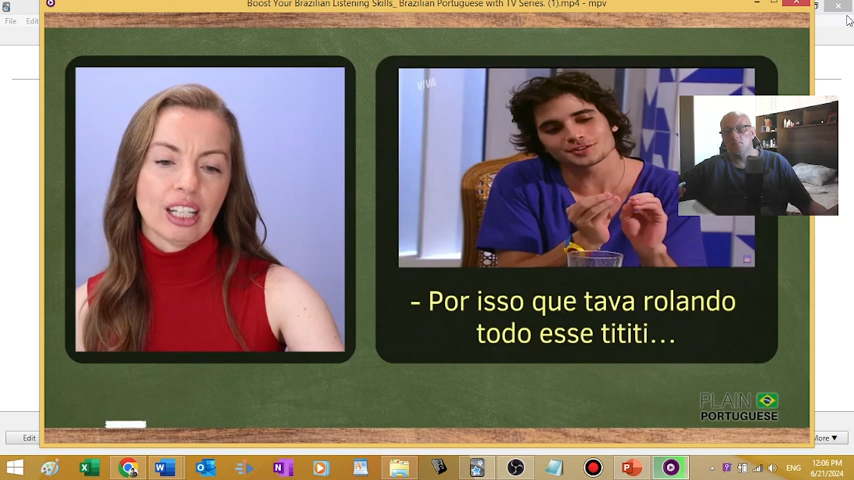 Boost Your Brazilian Listening Skills_ Brazilian Portuguese with TV Series. (1).mp4 - mpv
File Edit
VIVA
- Por isso que tava rolando
todo esse tititi...
PLAIN
PORTUGUESE
Edit
More
ENG
12:06 PM
6/21/2024